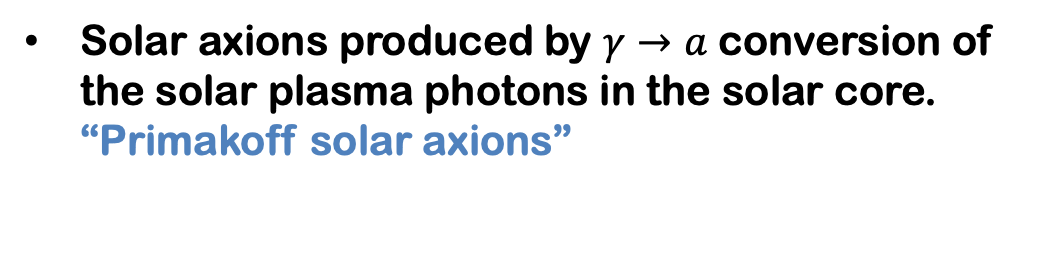 • Solar axions produced by 𝛾 → 𝑎 conversion of
the solar plasma photons in the solar core.
“Primakoff solar axions”